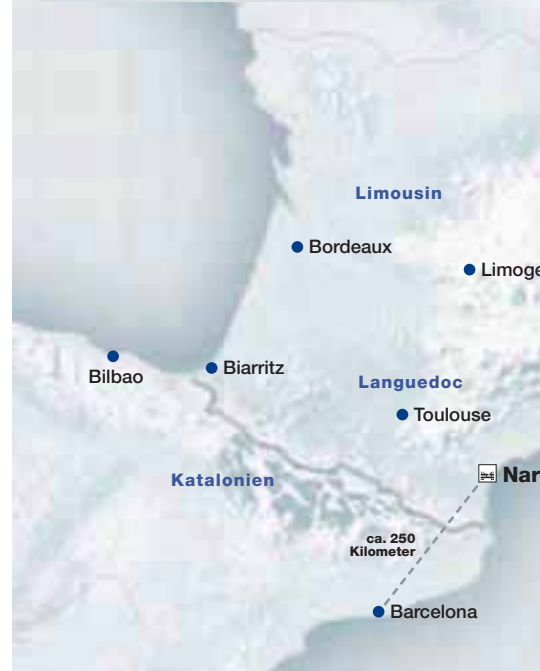 Limousin
Bordeaux
Limoge
Biarritz
Bilbao
Languedoc
Toulouse
Katalonien
Nar
ca. 250
Kilometer
Barcelona